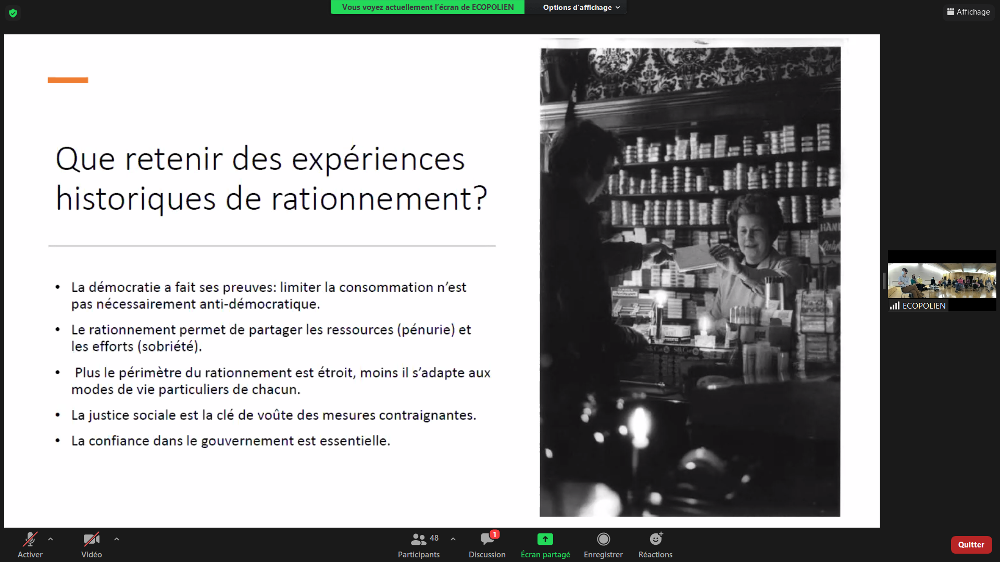 Vous voyez actuellement l'écran de ECOPOLIEN
Options d'affichage
Affichage
Que retenir des expériences
historiques de rationnement?
• La démocratie a fait ses preuves: limiter la consommation n’est
pas nécessairement anti-démocratique.
• Le rationnement permet de partager les ressources (pénurie) et
les efforts (sobriété).
• Plus le périmètre du rationnement est étroit, moins il s’adapte aux
modes de vie particuliers de chacun.
• La justice sociale est la clé de voûte des mesures contraignantes.
• La confiance dans le gouvernement est essentielle.
ECOPOLIEN
Activer
Vidéo
48
Participants
1
Discussion
Écran partagé
Enregistrer
Réactions
Quitter